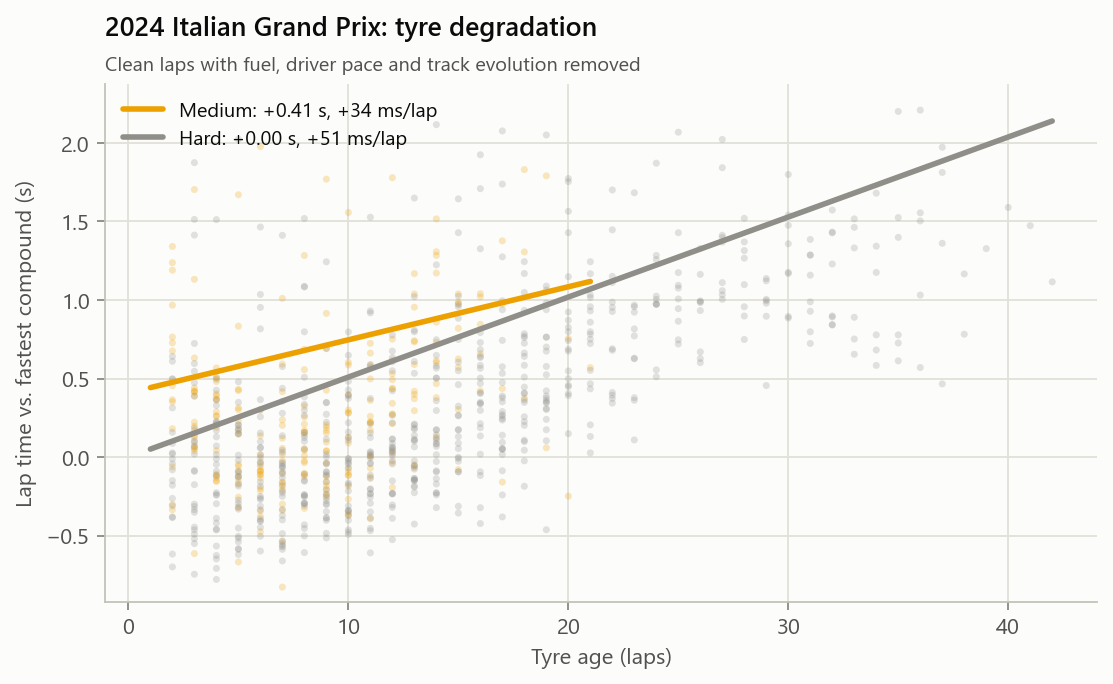 2024 Italian Grand Prix: tyre degradation
Clean laps with fuel, driver pace and track evolution removed
Medium: +0.41 s, +34 ms/lap
Hard: +0.00 s, +51 ms/lap
Lap time vs. fastest compound (s)
2.0
1.5
1.0
0.5
0.0
−0.5
0
10
20
30
40
Tyre age (laps)